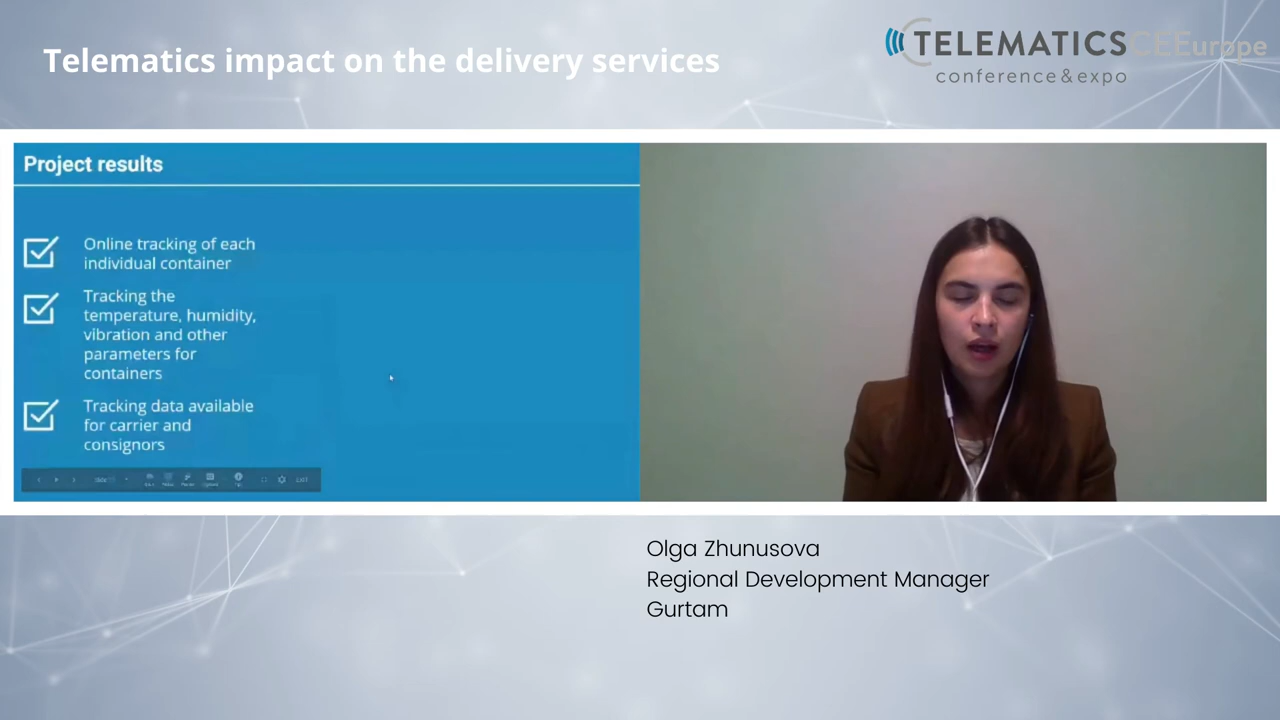 Telematics impact on the delivery services
TELEMATICSCEEurope
conference&expo
Project results
Online tracking of each
individual container
Tracking the
temperature, humidity,
vibration and other
parameters for
containers
Tracking data available
for carrier and
consignors
Olga Zhunusova
Regional Development Manager
Gurtam